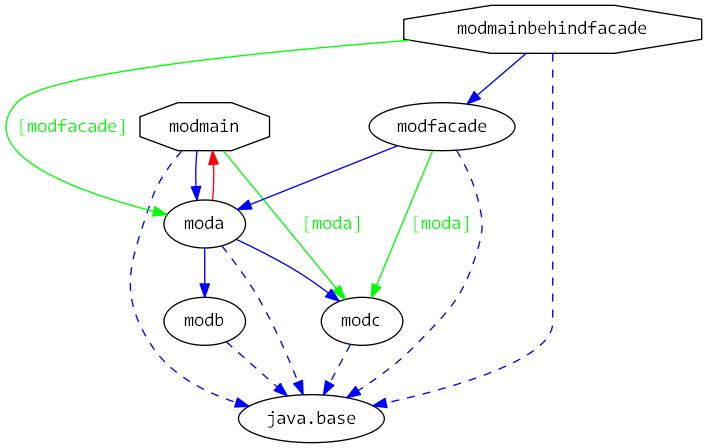 modmainbehindfacade
[modfacade]
modmain
modfacade
moda
[moda]
[moda]
modb
modc
java.base